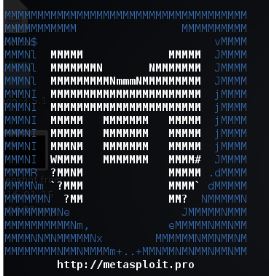 MMMMMMMMMMMMMMMMMMMMMMMMMMMMMMMMMMMMM
MMMMMMMMMMM                MMMMMMMMMM
MMMN$                           vMMMM
MMMNl  MMMMM             MMMMM  JMMMM
MMMNl  MMMMMMMN       NMMMMMMM  JMMMM
MMMNl  MMMMMMMMMNmmmNMMMMMMMMM  JMMMM
MMMNI  MMMMMMMMMMMMMMMMMMMMMMM  jMMMM
MMMNI  MMMMMMMMMMMMMMMMMMMMMMM  jMMMM
MMMNI  MMMMM   MMMMMMM   MMMMM  jMMMM
MMMNI  MMMMM   MMMMMMM   MMMMM  jMMMM
MMMNI  MMMNM   MMMMMMM   MMMMM  jMMMM
MMMNI  WMMMM   MMMMMMM   MMMM#  JMMMM
MMMMR  ?MMNM             MMMMM .dMMMM
MMMMNm `?MMM             MMMM` dMMMMM
MMMMMMN  ?MM             MM?  NMMMMMN
MMMMMMMMNe                 JMMMMMNMMM
MMMMMMMMMMNm,            eMMMMMNMMNMM
MMMMNNMNMMMMMNx        MMMMMMNMMNMMNM
MMMMMMMMNMMNMMMMm+..+MMNMMNMNMMNMMNMM
http://metasploit.pro